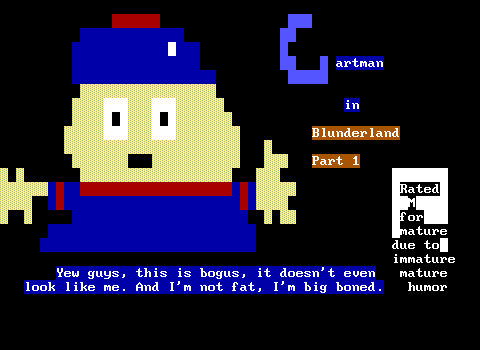 Cartman
in
Blunderland
Part 1
Rated
M
for
mature
due to
immature
mature
humor
Yew guys, this is bogus, it doesn't even
look like me. And I'm not fat, I'm big boned.